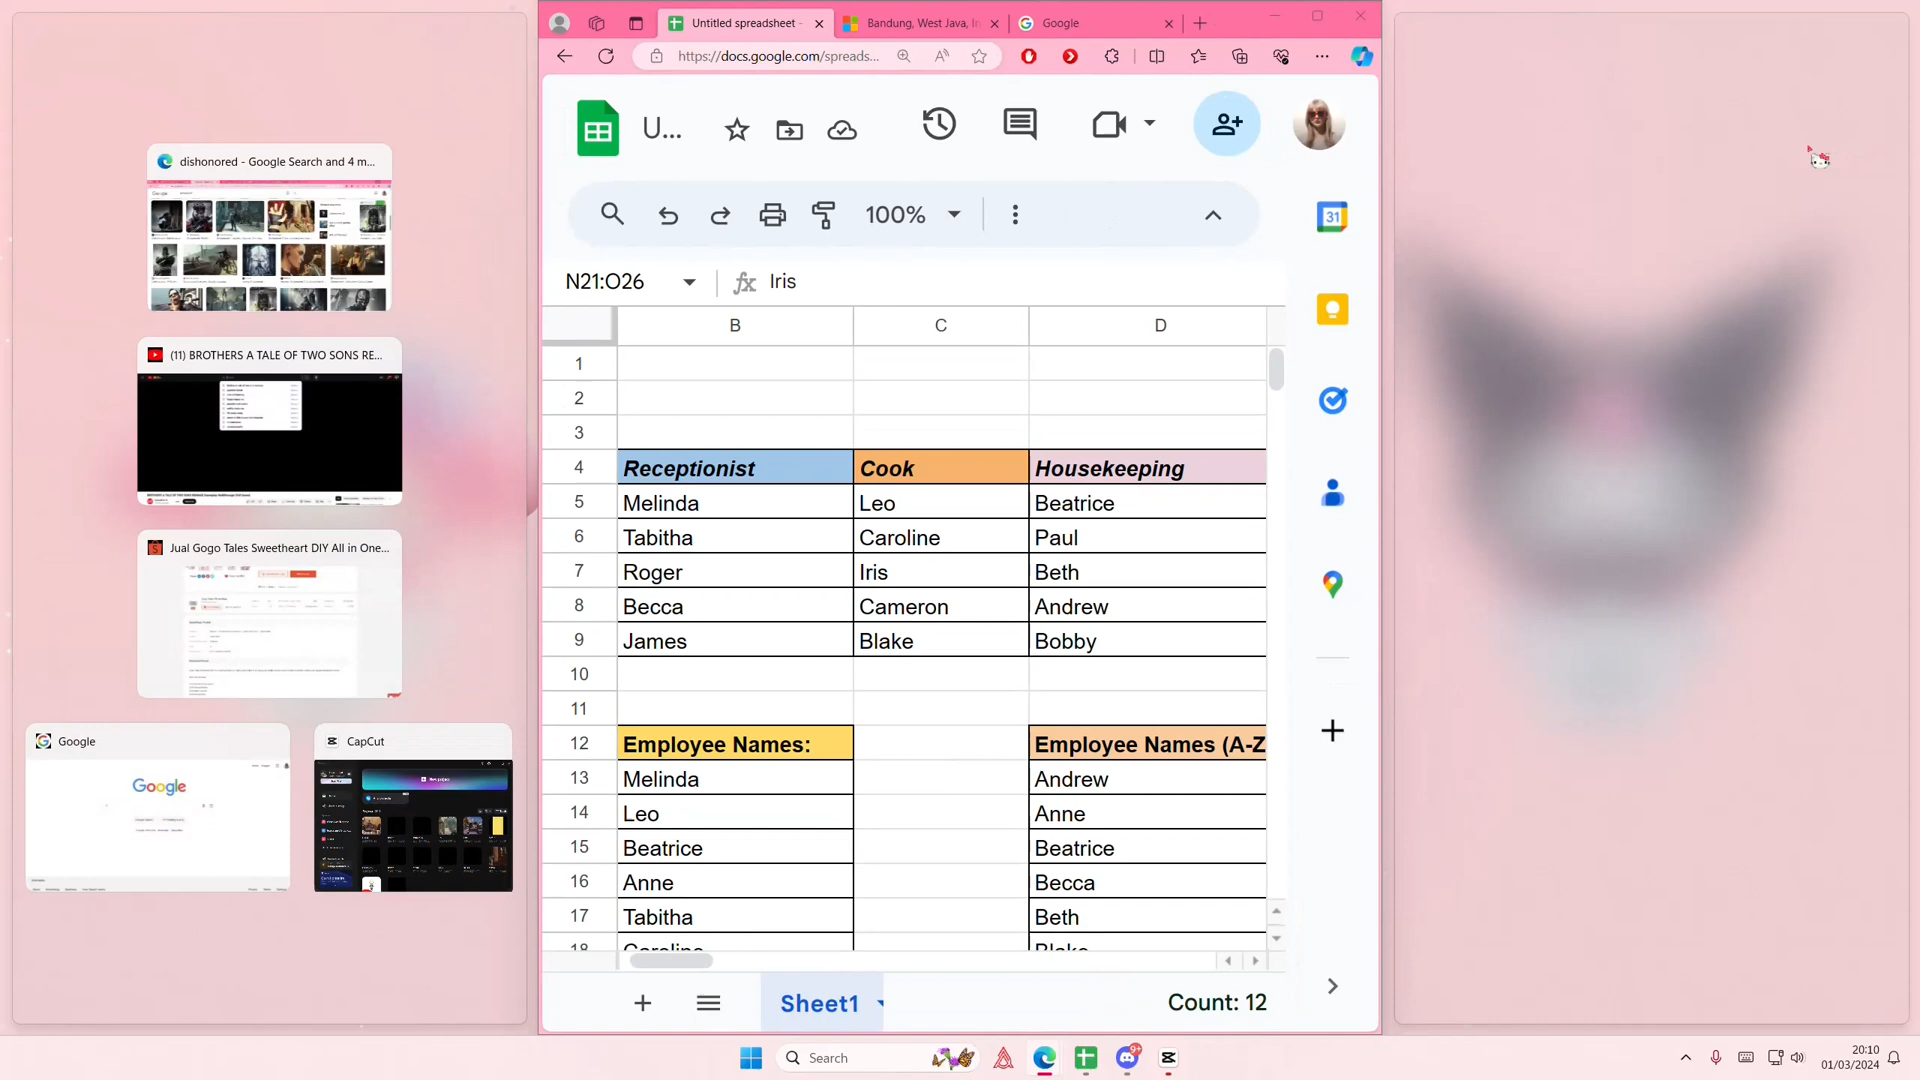 Untitled spreadsheet -
Bandung, West Java, In
Google
https://docs.google.com/spreads...
dishonored - Google Search and 4 m...
(11) BROTHERS A TALE OF TWO SONS RE...
Jual Gogo Tales Sweetheart DIY All in One...
Google
Google
CapCut
U...
31
100%
N21:O26
fx Iris
B C D
1
2
3
4 Receptionist Cook Housekeeping
5 Melinda Leo Beatrice
6 Tabitha Caroline Paul
7 Roger Iris Beth
8 Becca Cameron Andrew
9 James Blake Bobby
10
11
12 Employee Names: Employee Names (A-Z
13 Melinda Andrew
14 Leo Anne
15 Beatrice Beatrice
16 Anne Becca
17 Tabitha Beth
18 Caroline Blake
Sheet1
Count: 12
Search
9+
20:10
01/03/2024